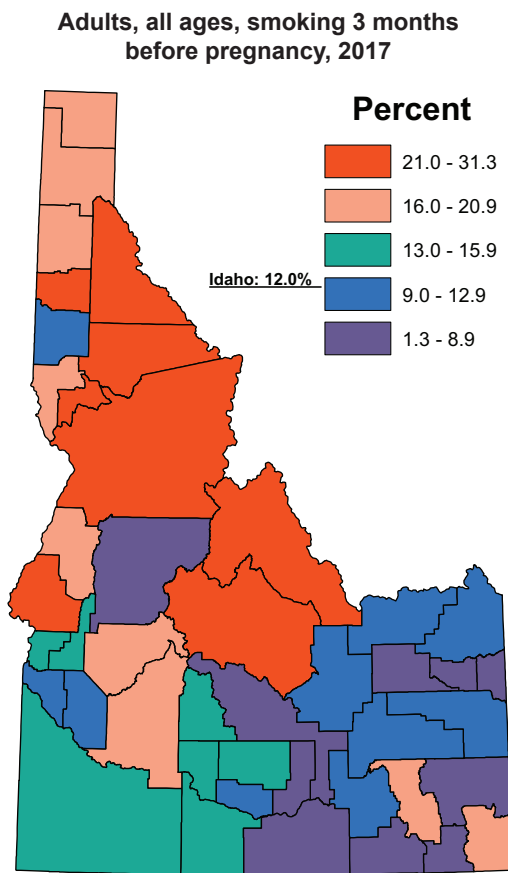 Adults, all ages, smoking 3 months
before pregnancy, 2017
Percent
21.0 - 31.3
16.0 - 20.9
13.0 - 15.9
Idaho: 12.0%
9.0 - 12.9
1.3 - 8.9